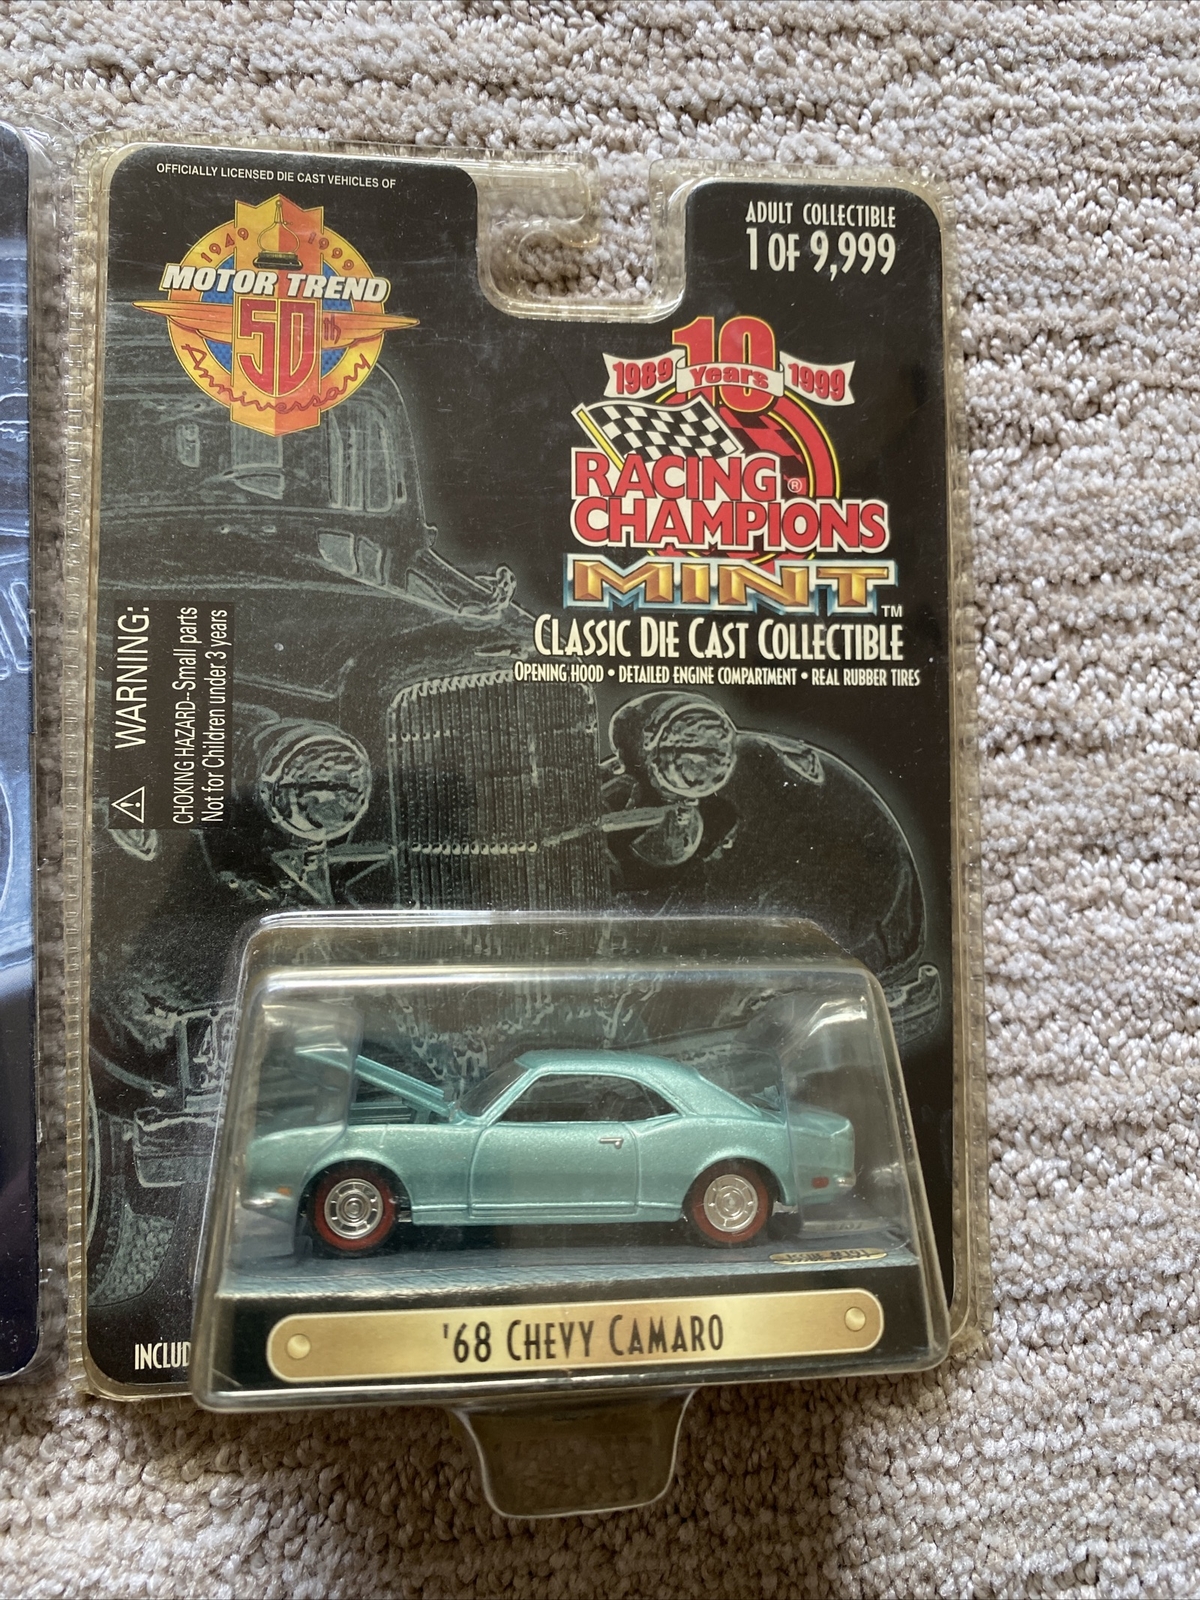 OFFICIALLY LICENSED DIE CAST VEHICLES OF
1949 1999
MOTOR TREND
50th
Anniversary
ADULT COLLECTIBLE
1 OF 9,999
10
1989 Years 1999
RACING ®
CHAMPIONS
MINT TM
CLASSIC DIE CAST COLLECTIBLE
OPENING HOOD • DETAILED ENGINE COMPARTMENT • REAL RUBBER TIRES
WARNING:
CHOKING HAZARD--Small parts
Not for Children under 3 years
INCLUD
'68 CHEVY CAMARO